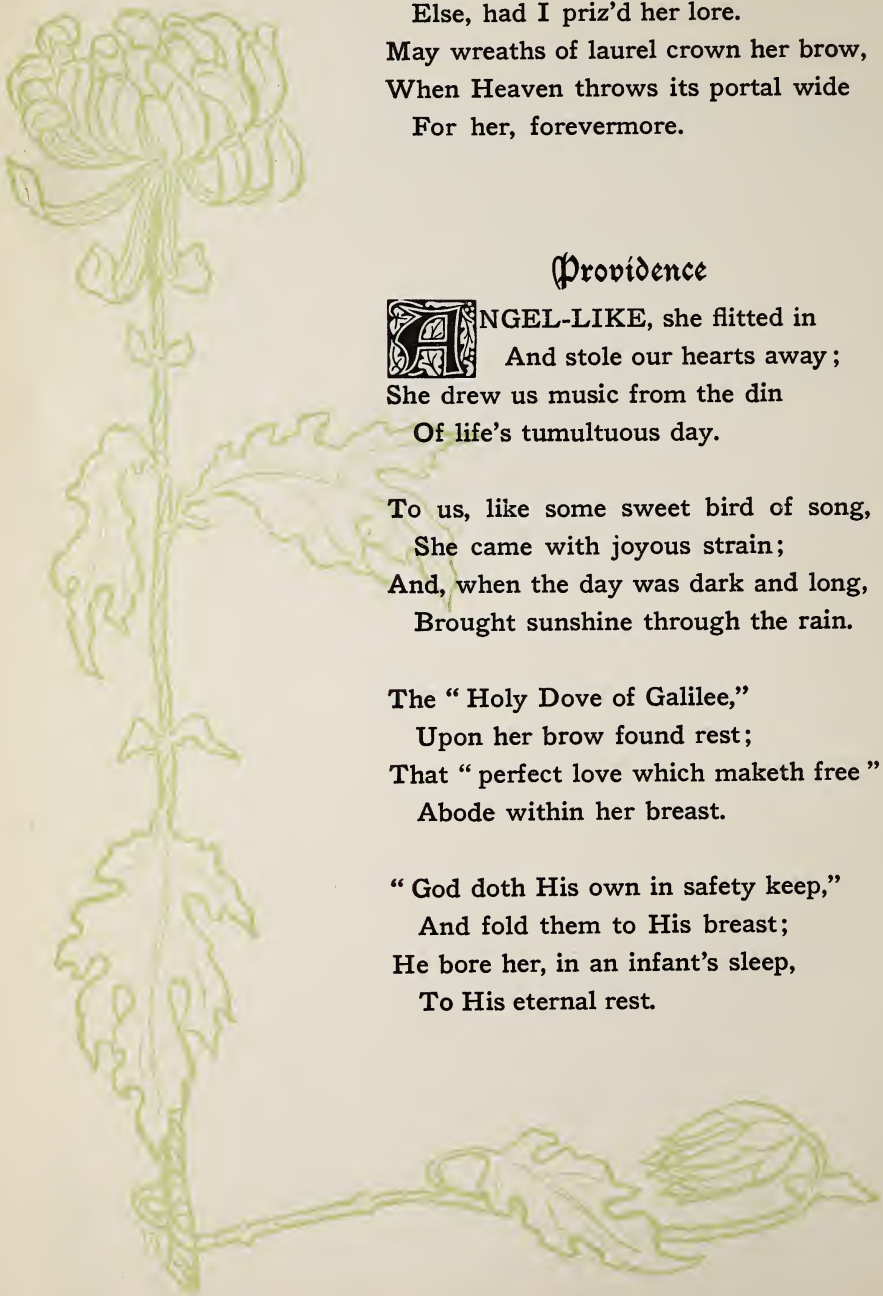 Else, had I priz'd her lore.
May wreaths of laurel crown her brow,
When Heaven throws its portal wide
For her, forevermore.
Providence
ANGEL-LIKE, she flitted in
And stole our hearts away;
She drew us music from the din
Of life's tumultuous day.
To us, like some sweet bird of song,
She came with joyous strain;
And, when the day was dark and long,
Brought sunshine through the rain.
The “Holy Dove of Galilee,”
Upon her brow found rest;
That “perfect love which maketh free”
Abode within her breast.
“God doth His own in safety keep,”
And fold them to His breast;
He bore her, in an infant's sleep,
To His eternal rest.